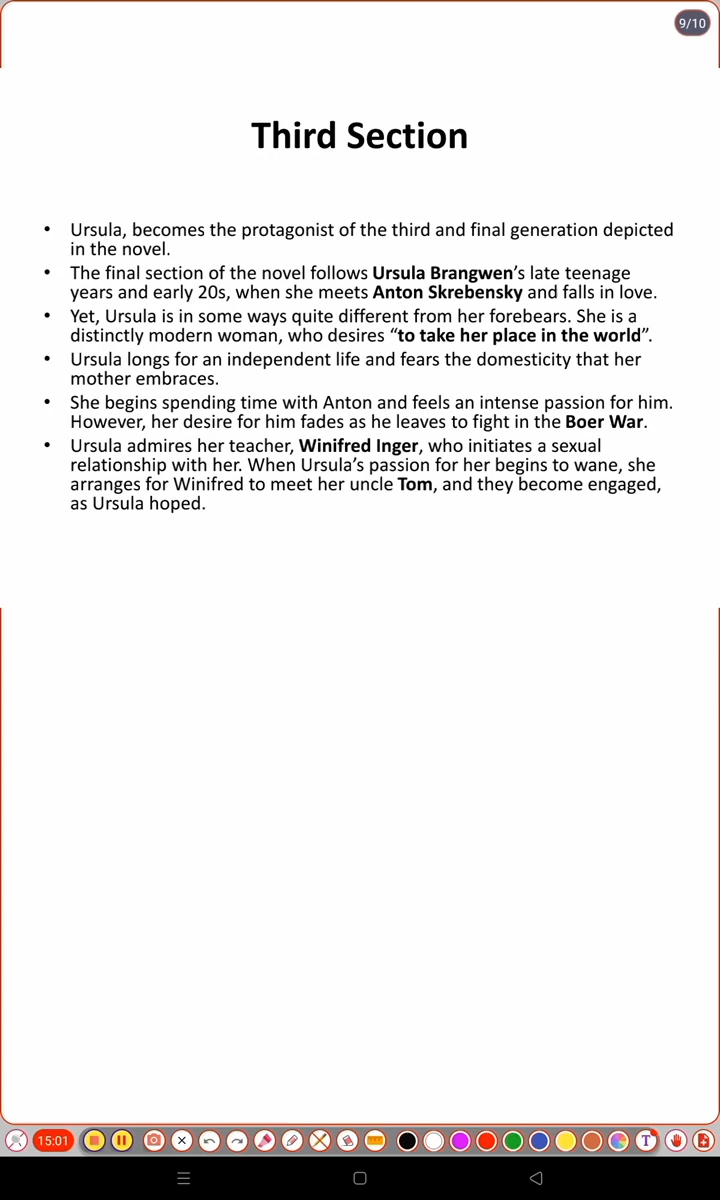 9/10
Third Section
• Ursula, becomes the protagonist of the third and final generation depicted
in the novel.
• The final section of the novel follows Ursula Brangwen's late teenage
years and early 20s, when she meets Anton Skrebensky and falls in love.
• Yet, Ursula is in some ways quite different from her forebears. She is a
distinctly modern woman, who desires “to take her place in the world”.
• Ursula longs for an independent life and fears the domesticity that her
mother embraces.
• She begins spending time with Anton and feels an intense passion for him.
However, her desire for him fades as he leaves to fight in the Boer War.
• Ursula admires her teacher, Winifred Inger, who initiates a sexual
relationship with her. When Ursula's passion for her begins to wane, she
arranges for Winifred to meet her uncle Tom, and they become engaged,
as Ursula hoped.
15:01
T